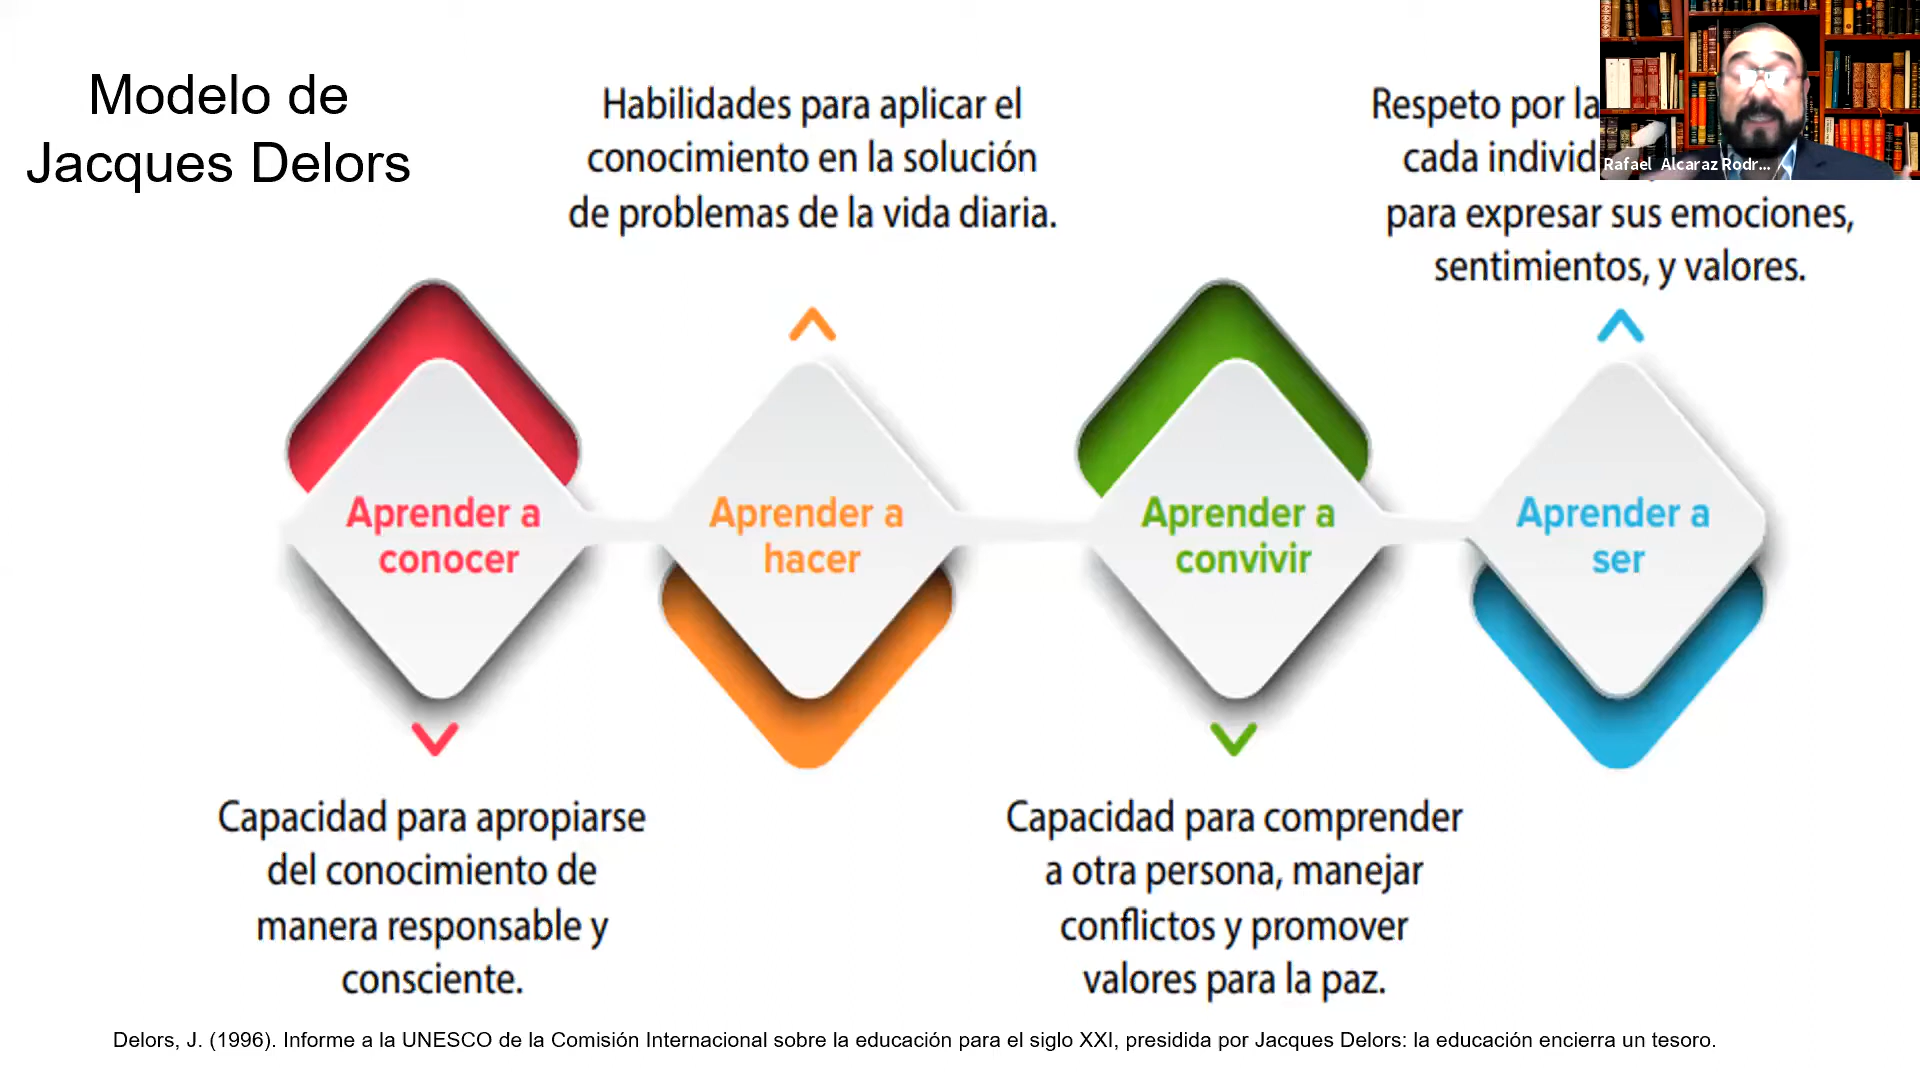 Modelo de
Jacques Delors
Habilidades para aplicar el
conocimiento en la solución
de problemas de la vida diaria.
Respeto por la
cada
para expresar sus emociones,
sentimientos, y valores.
Rafael Alcaraz Rodr...
Aprender a
conocer
Aprender a
hacer
Aprender a
convivir
Aprender a
ser
Capacidad para apropiarse
del conocimiento de
manera responsable y
consciente.
Capacidad para comprender
a otra persona, manejar
conflictos y promover
valores para la paz.
Delors, J. (1996). Informe a la UNESCO de la Comisión Internacional sobre la educación para el siglo XXI, presidida por Jacques Delors: la educación encierra un tesoro.